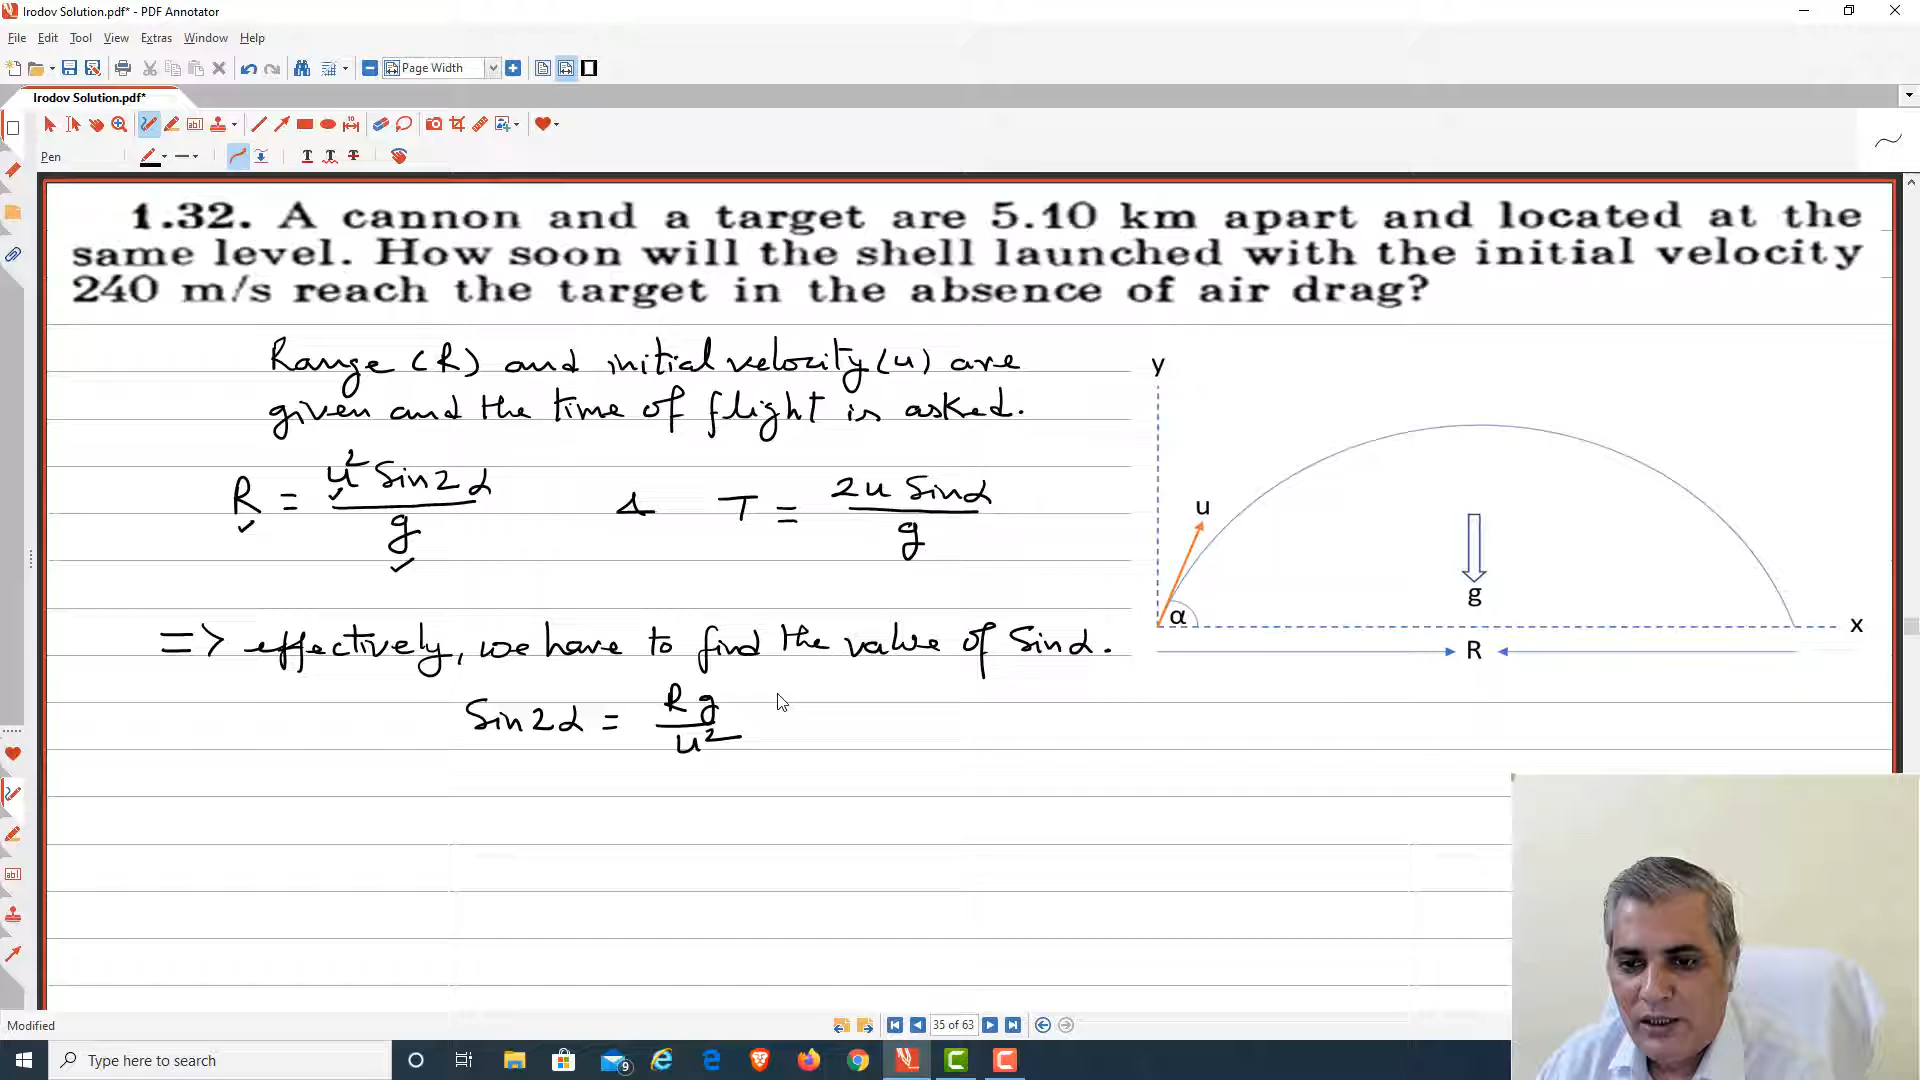 Irodov Solution.pdf* - PDF Annotator
File Edit Tool View Extras Window Help
Page Width
Irodov Solution.pdf*
Pen
1.32. A cannon and a target are 5.10 km apart and located at the
same level. How soon will the shell launched with the initial velocity
240 m/s reach the target in the absence of air drag?
Range (R) and initial velocity (u) are
given and the time of flight is asked.
R = u² Sin2α / g & T = 2u Sinα / g
=> effectively, we have to find the value of Sinα.
Sin2α = Rg / u²
y
u
g
α
x
R
Modified
35 of 63
Type here to search
9